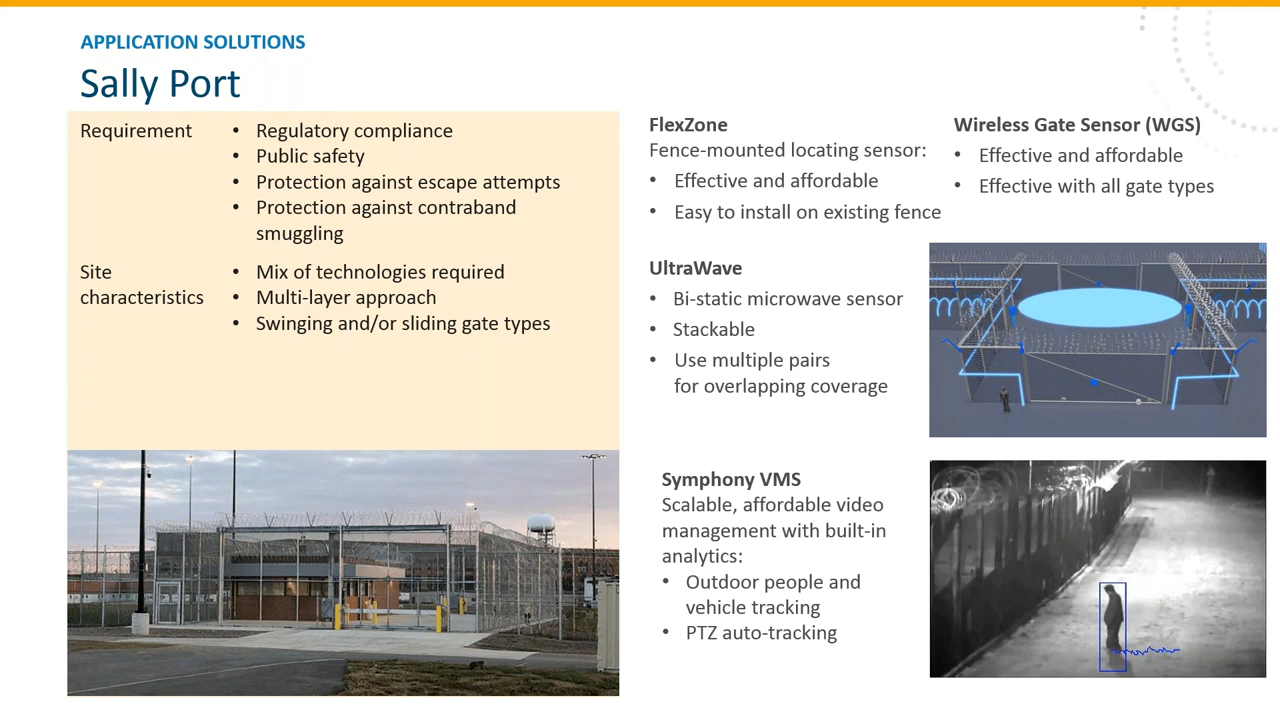 APPLICATION SOLUTIONS
Sally Port
Requirement
• Regulatory compliance
• Public safety
• Protection against escape attempts
• Protection against contraband
smuggling
Site
characteristics
• Mix of technologies required
• Multi-layer approach
• Swinging and/or sliding gate types
FlexZone
Fence-mounted locating sensor:
• Effective and affordable
• Easy to install on existing fence
Wireless Gate Sensor (WGS)
• Effective and affordable
• Effective with all gate types
UltraWave
• Bi-static microwave sensor
• Stackable
• Use multiple pairs
for overlapping coverage
Symphony VMS
Scalable, affordable video
management with built-in
analytics:
• Outdoor people and
vehicle tracking
• PTZ auto-tracking